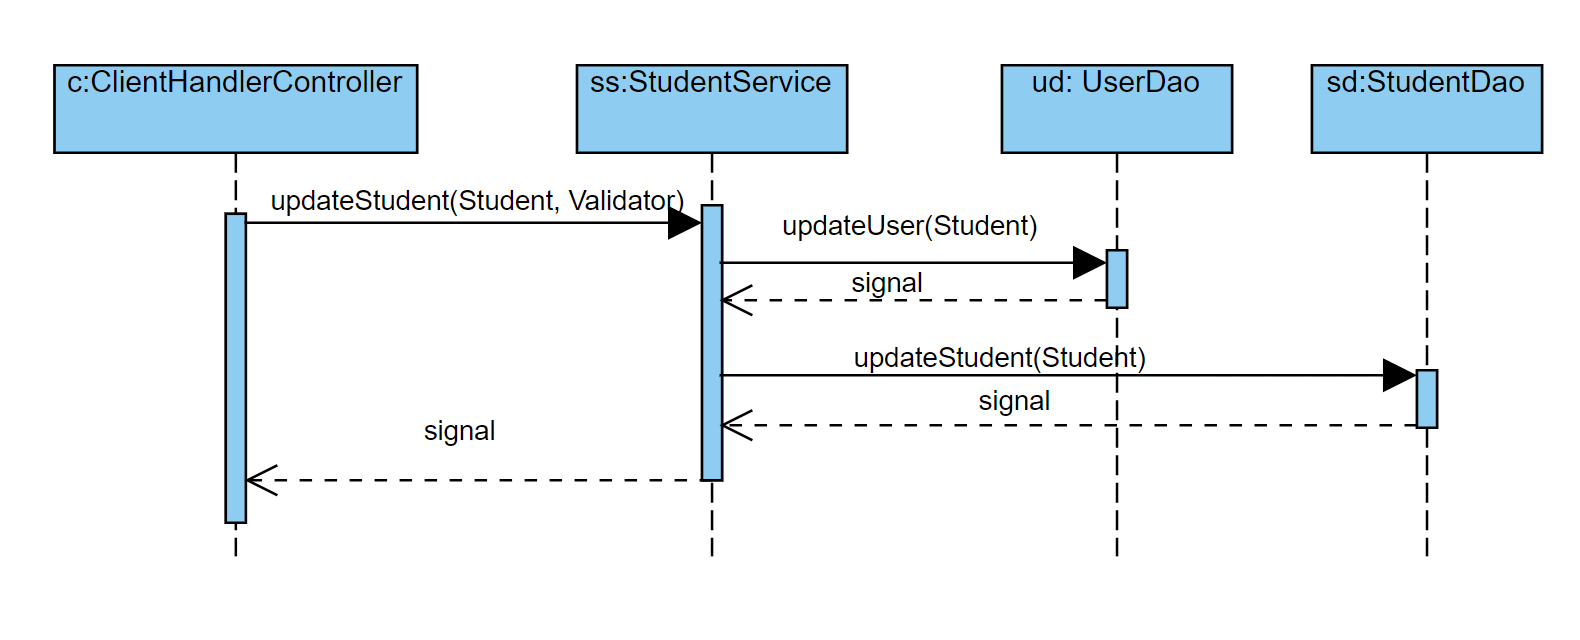 c:ClientHandlerController
ss:StudentService
ud: UserDao
sd:StudentDao
updateStudent(Student, Validator)
updateUser(Student)
signal
updateStudent(Student)
signal
signal